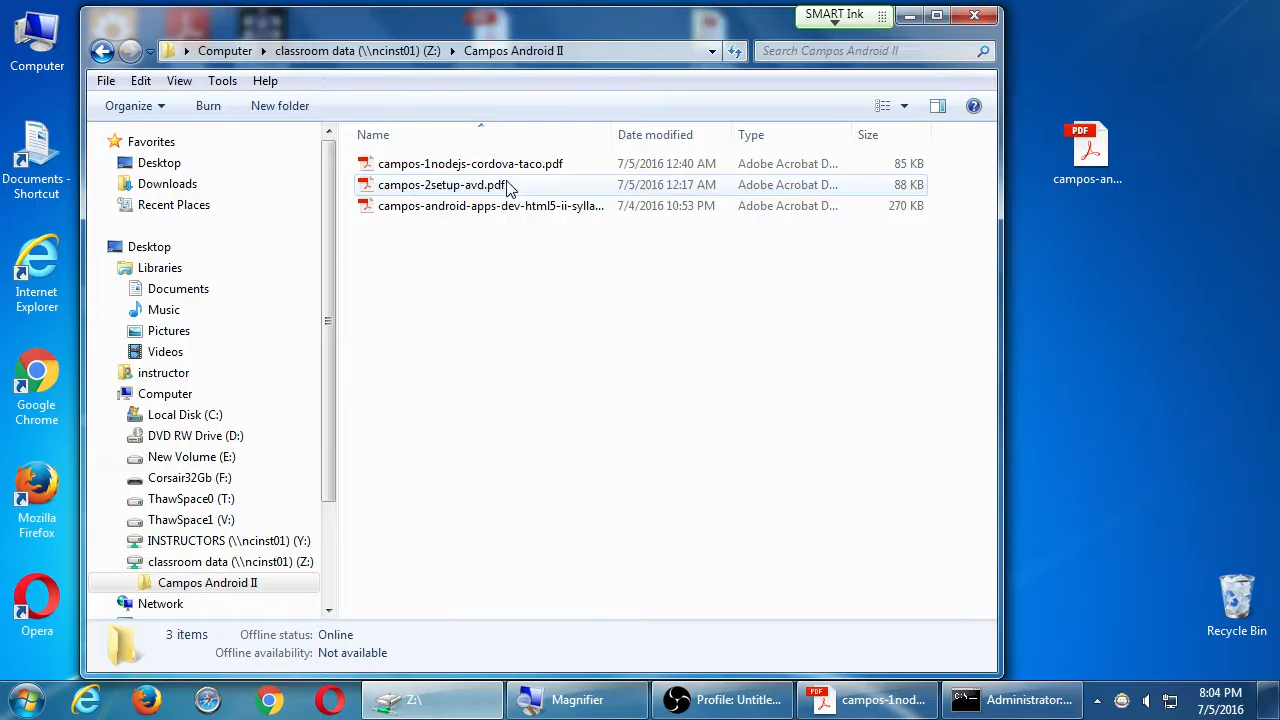 SMART Ink
Computer
classroom data (\\ncinst01) (Z:)
Campos Android II
Search Campos Android II
File
Edit
View
Tools
Help
Organize
Burn
New folder
Name
Date modified
Type
Size
campos-1nodejs-cordova-taco.pdf
7/5/2016 12:40 AM
Adobe Acrobat D...
85 KB
campos-2setup-avd.pdf
7/5/2016 12:17 AM
Adobe Acrobat D...
88 KB
campos-android-apps-dev-html5-ii-sylla...
7/4/2016 10:53 PM
Adobe Acrobat D...
270 KB
Favorites
Desktop
Downloads
Recent Places
Desktop
Libraries
Documents
Music
Pictures
Videos
instructor
Computer
Local Disk (C:)
DVD RW Drive (D:)
New Volume (E:)
Corsair32Gb (F:)
ThawSpace0 (T:)
ThawSpace1 (V:)
INSTRUCTORS (\\ncinst01) (Y:)
classroom data (\\ncinst01) (Z:)
Campos Android II
Network
3 items
Offline status: Online
Offline availability: Not available
Computer
Documents -
Shortcut
Internet
Explorer
Google
Chrome
Mozilla
Firefox
Opera
PDF
campos-an...
Recycle Bin
Z:\
Magnifier
Profile: Untitle...
PDF
campos-1nod...
C:\
Administrator:...
8:04 PM
7/5/2016